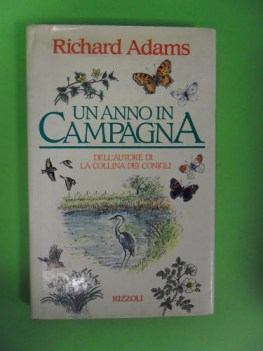 Richard Adams
UN ANNO IN
CAMPAGNA
DELL'AUTORE DI
LA COLLINA DEI CONIGLI
RIZZOLI